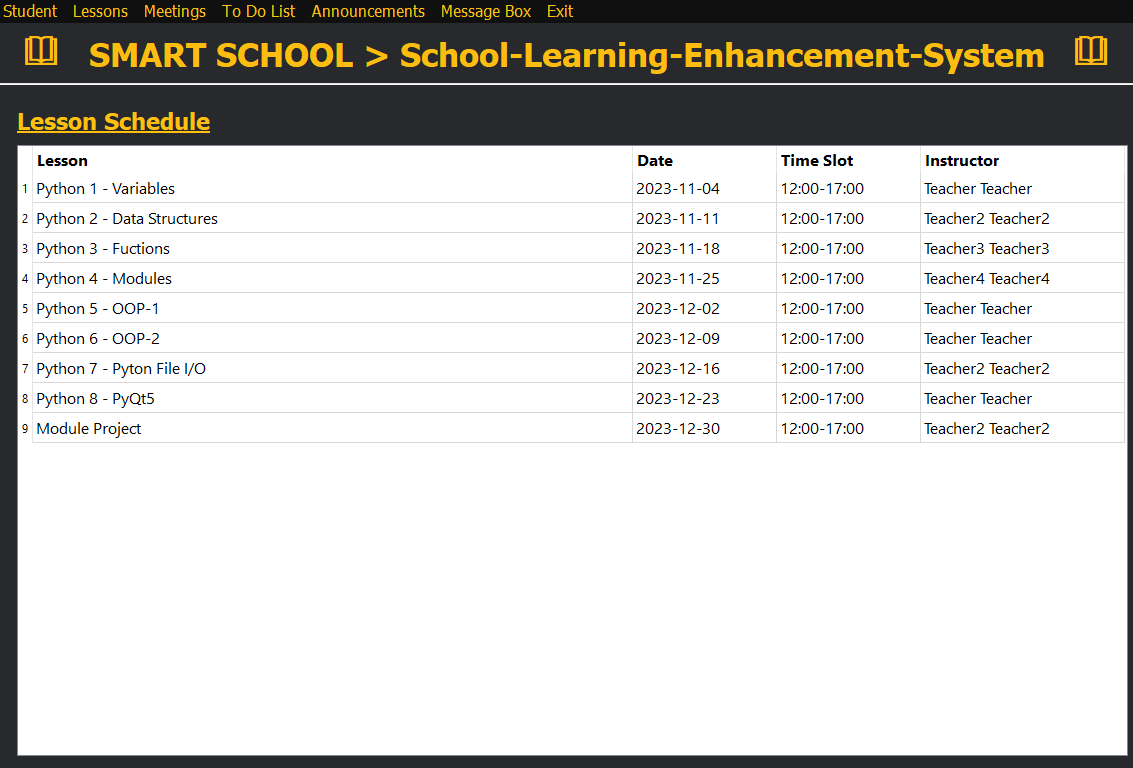 Student Lessons Meetings To Do List Announcements Message Box Exit
SMART SCHOOL > School-Learning-Enhancement-System
Lesson Schedule
Lesson Date Time Slot Instructor
1 Python 1 - Variables 2023-11-04 12:00-17:00 Teacher Teacher
2 Python 2 - Data Structures 2023-11-11 12:00-17:00 Teacher2 Teacher2
3 Python 3 - Fuctions 2023-11-18 12:00-17:00 Teacher3 Teacher3
4 Python 4 - Modules 2023-11-25 12:00-17:00 Teacher4 Teacher4
5 Python 5 - OOP-1 2023-12-02 12:00-17:00 Teacher Teacher
6 Python 6 - OOP-2 2023-12-09 12:00-17:00 Teacher Teacher
7 Python 7 - Pyton File I/O 2023-12-16 12:00-17:00 Teacher2 Teacher2
8 Python 8 - PyQt5 2023-12-23 12:00-17:00 Teacher Teacher
9 Module Project 2023-12-30 12:00-17:00 Teacher2 Teacher2